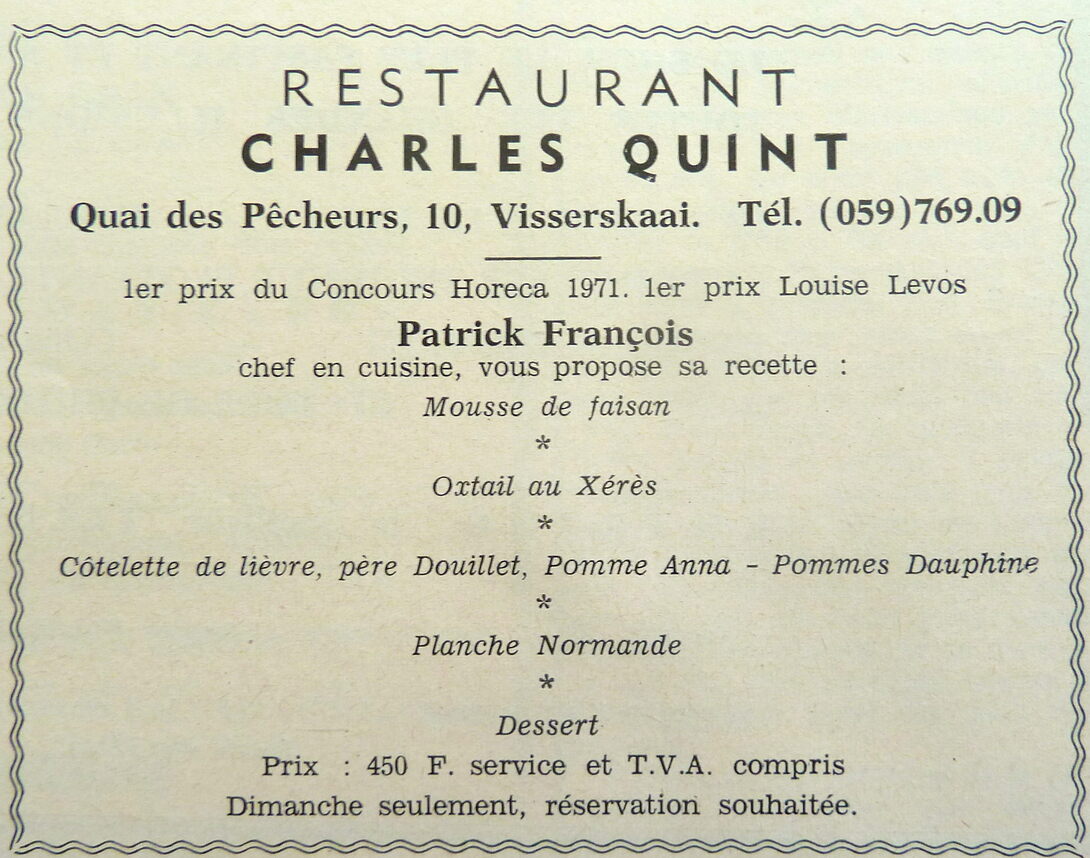 RESTAURANT
CHARLES QUINT
Quai des Pêcheurs, 10, Visserskaai. Tél. (059)769.09
1er prix du Concours Horeca 1971. 1er prix Louise Levos
Patrick François
chef en cuisine, vous propose sa recette :
Mousse de faisan
*
Oxtail au Xérès
*
Côtelette de lièvre, père Douillet, Pomme Anna - Pommes Dauphine
*
Planche Normande
*
Dessert
Prix : 450 F. service et T.V.A. compris
Dimanche seulement, réservation souhaitée.